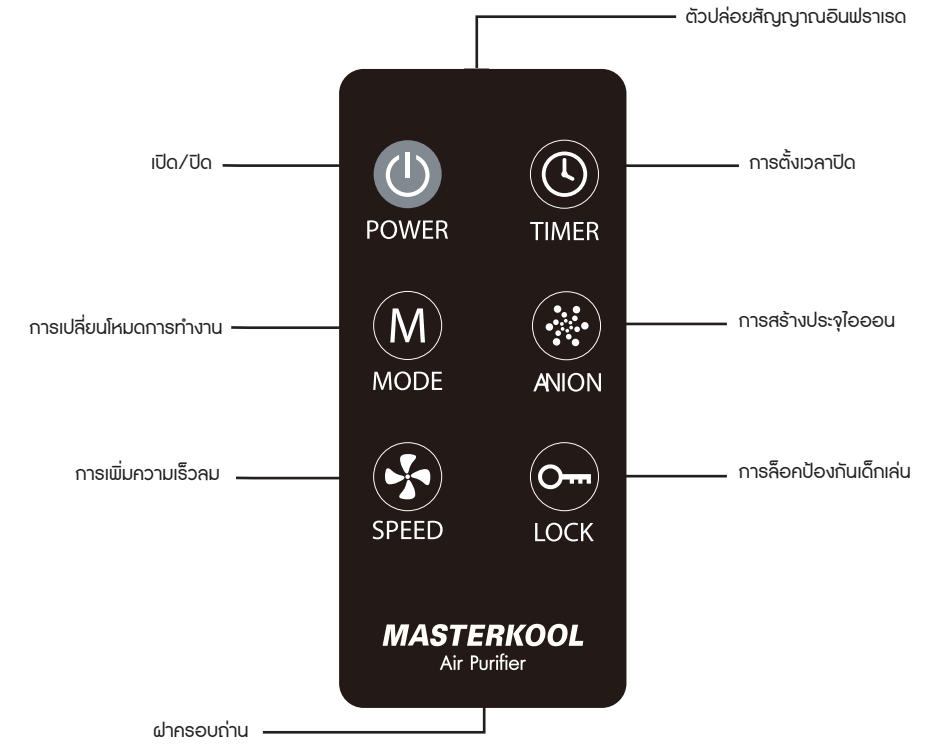 ตัวปล่อยสัญญาณอินฟราเรด
เปิด/ปิด
การตั้งเวลาปิด
POWER
TIMER
การเปลี่ยนโหมดการทำงาน
M
การสร้างประจุไอออน
MODE
ANION
การเพิ่มความเร็วลม
การล็อคป้องกันเด็กเล่น
SPEED
LOCK
MASTERKOOL
Air Purifier
ฝาครอบถ่าน